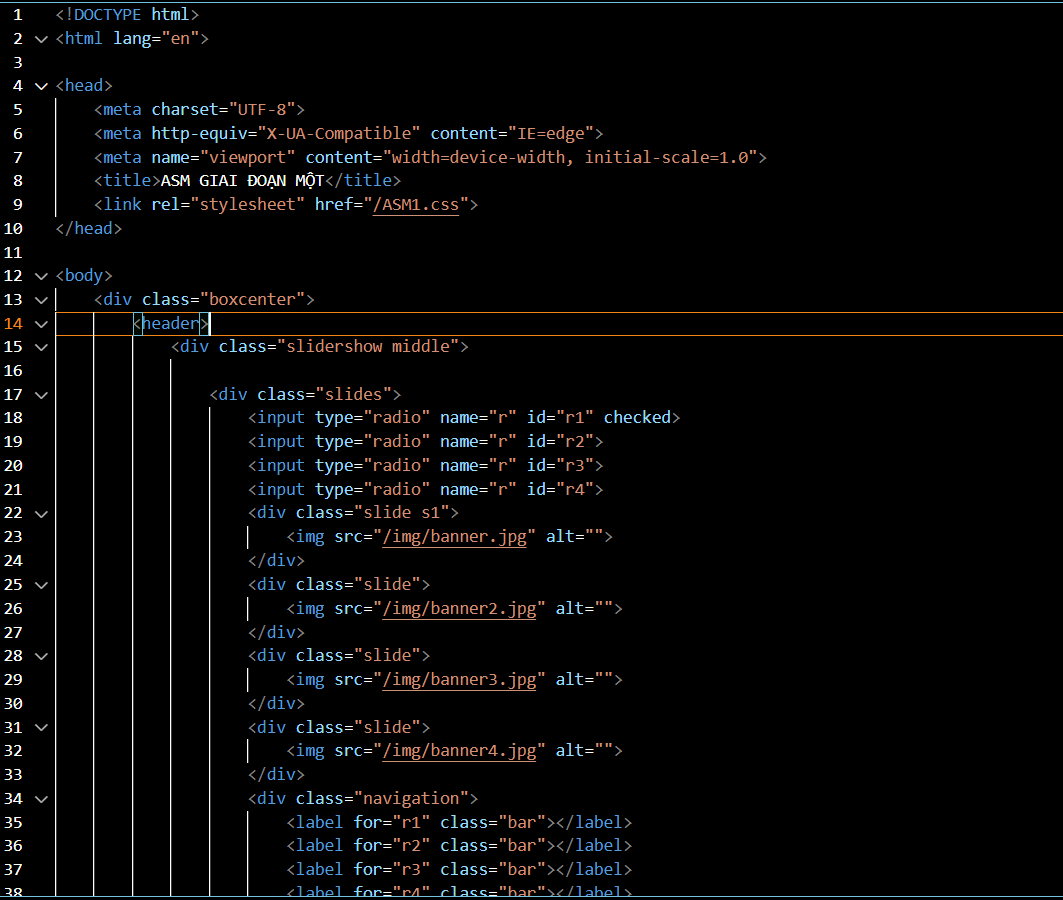 1 <!DOCTYPE html>
2 <html lang="en">
3
4 <head>
5 <meta charset="UTF-8">
6 <meta http-equiv="X-UA-Compatible" content="IE=edge">
7 <meta name="viewport" content="width=device-width, initial-scale=1.0">
8 <title>ASM GIAI ĐOẠN MỘT</title>
9 <link rel="stylesheet" href="/ASM1.css">
10 </head>
11
12 <body>
13 <div class="boxcenter">
14 <header>
15 <div class="slidershow middle">
16
17 <div class="slides">
18 <input type="radio" name="r" id="r1" checked>
19 <input type="radio" name="r" id="r2">
20 <input type="radio" name="r" id="r3">
21 <input type="radio" name="r" id="r4">
22 <div class="slide s1">
23 <img src="/img/banner.jpg" alt="">
24 </div>
25 <div class="slide">
26 <img src="/img/banner2.jpg" alt="">
27 </div>
28 <div class="slide">
29 <img src="/img/banner3.jpg" alt="">
30 </div>
31 <div class="slide">
32 <img src="/img/banner4.jpg" alt="">
33 </div>
34 <div class="navigation">
35 <label for="r1" class="bar"></label>
36 <label for="r2" class="bar"></label>
37 <label for="r3" class="bar"></label>
38 <label for="r4" class="bar"></label>